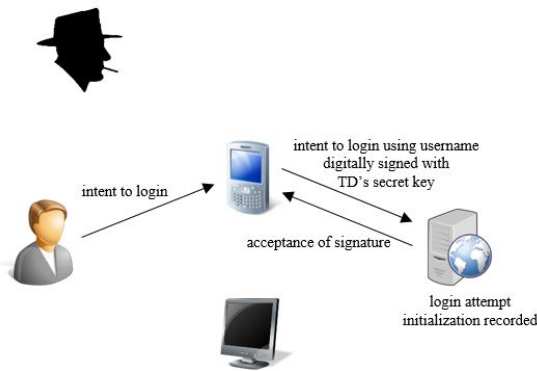 intent to login using username
digitally signed with
TD's secret key
intent to login
acceptance of signature
login attempt
initialization recorded